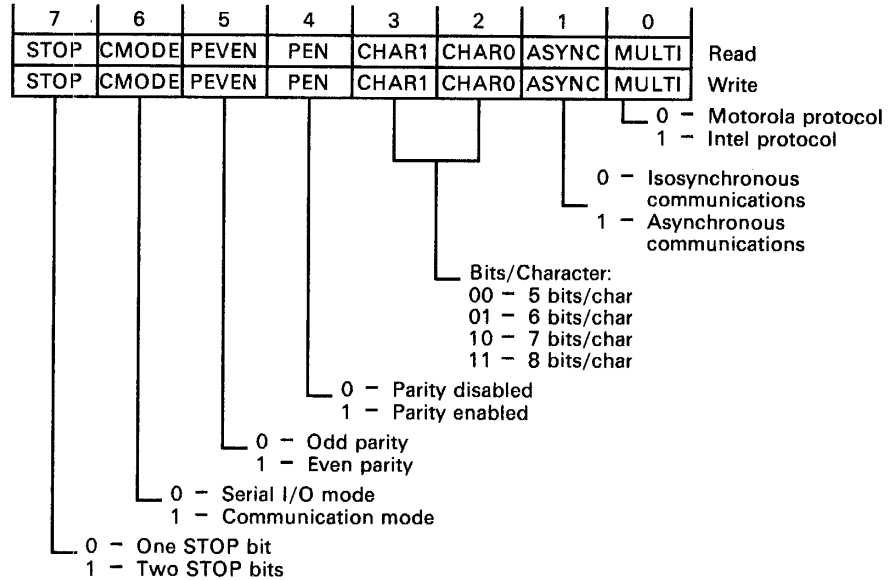 7 6 5 4 3 2 1 0
STOP CMODE PEVEN PEN CHAR1 CHAR0 ASYNC MULTI Read
STOP CMODE PEVEN PEN CHAR1 CHAR0 ASYNC MULTI Write
0 – Motorola protocol
1 – Intel protocol
0 – Isosynchronous
communications
1 – Asynchronous
communications
Bits/Character:
00 – 5 bits/char
01 – 6 bits/char
10 – 7 bits/char
11 – 8 bits/char
0 – Parity disabled
1 – Parity enabled
0 – Odd parity
1 – Even parity
0 – Serial I/O mode
1 – Communication mode
0 – One STOP bit
1 – Two STOP bits